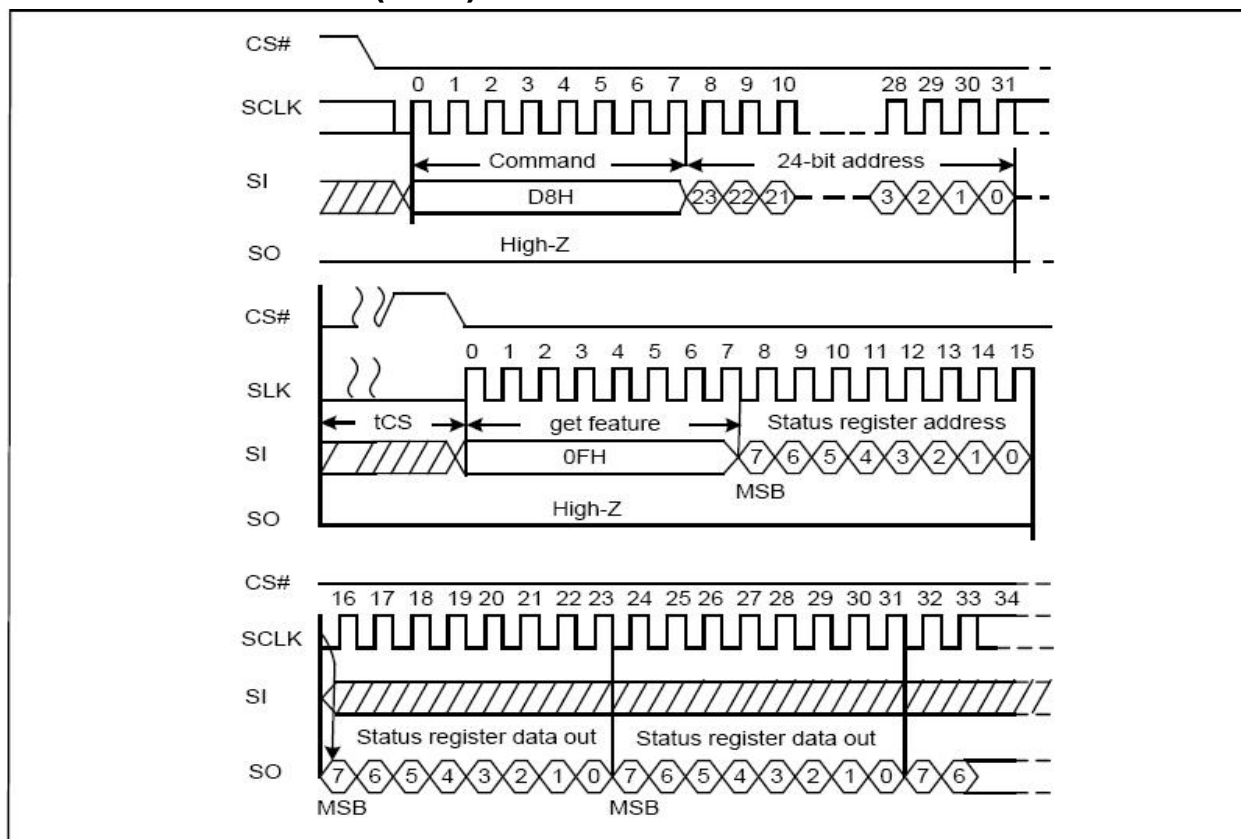 CS#
0 1 2 3 4 5 6 7 8 9 10 28 29 30 31
SCLK
Command 24-bit address
SI
D8H 23 22 21 3 2 1 0
High-Z
SO
CS#
0 1 2 3 4 5 6 7 8 9 10 11 12 13 14 15
SLK
tCS get feature Status register address
SI
0FH 7 6 5 4 3 2 1 0
MSB
High-Z
SO
CS#
16 17 18 19 20 21 22 23 24 25 26 27 28 29 30 31 32 33 34
SCLK
SI
Status register data out Status register data out
SO
7 6 5 4 3 2 1 0 7 6 5 4 3 2 1 0 7 6
MSB MSB